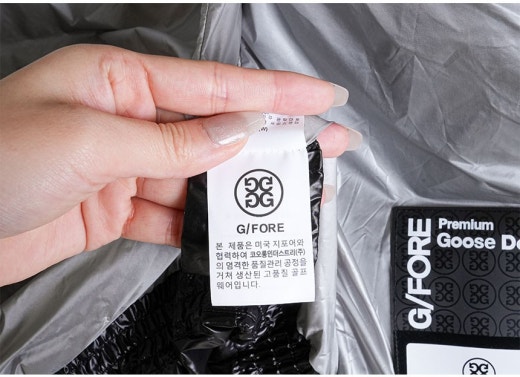 G/FORE
본 제품은 미국 지포어와
협력하여 코오롱인더스트리(주)
의 엄격한 품질관리 공정을
거쳐 생산된 고품질 골프
웨어입니다.
G/FORE
Premium
Goose Do